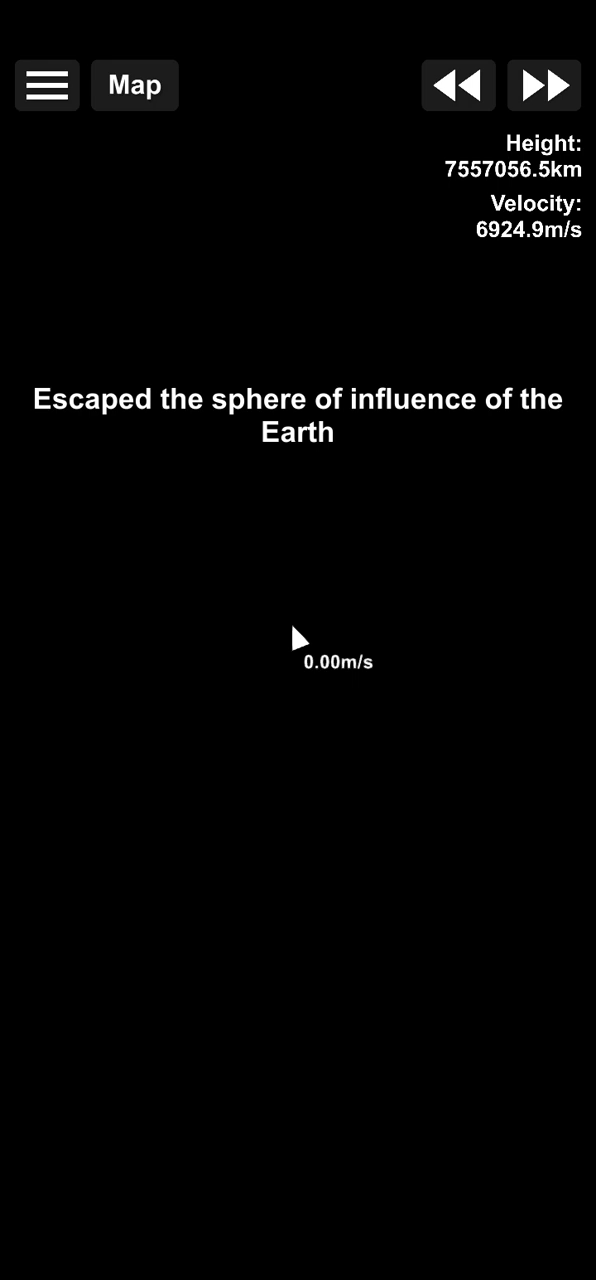 Map
Height:
7557056.5km
Velocity:
6924.9m/s
Escaped the sphere of influence of the
Earth
0.00m/s